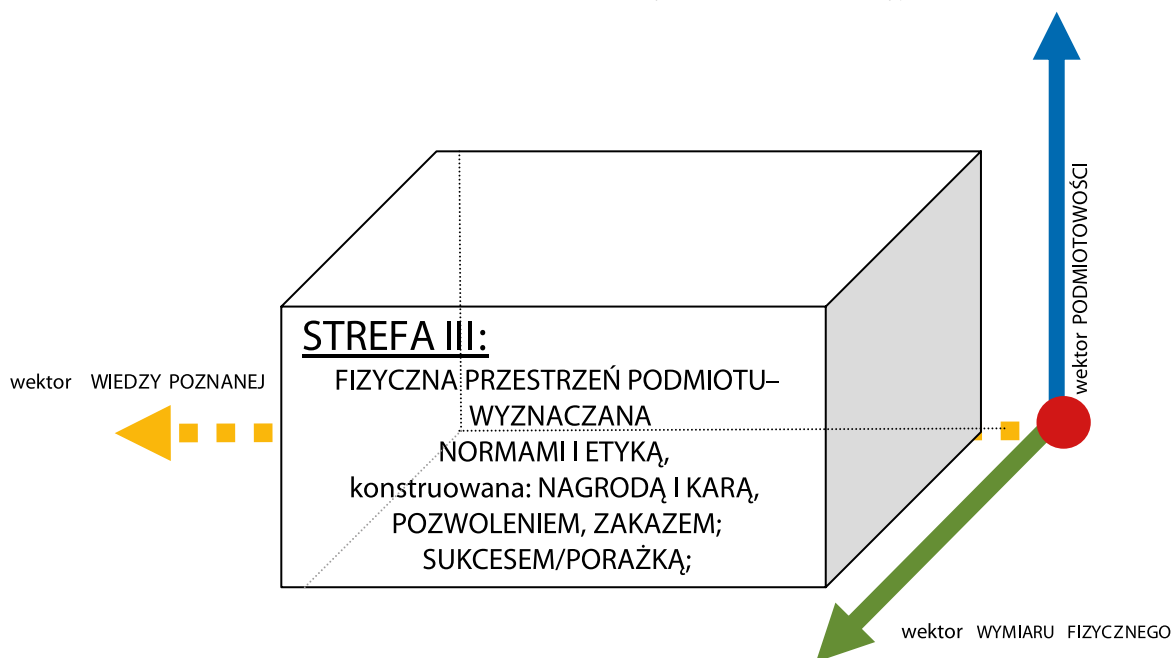 STREFA III:
FIZYCZNA PRZESTRZEŃ PODMIOTU–
WYZNACZANA
NORMAMI I ETYKĄ,
konstruowana: NAGRODĄ I KARĄ,
POZWOLENIEM, ZAKAZEM;
SUKCESEM/PORAŻKĄ;
wektor WIEDZY POZNANEJ
wektor PODMIOTOWOŚCI
wektor WYMIARU FIZYCZNEGO